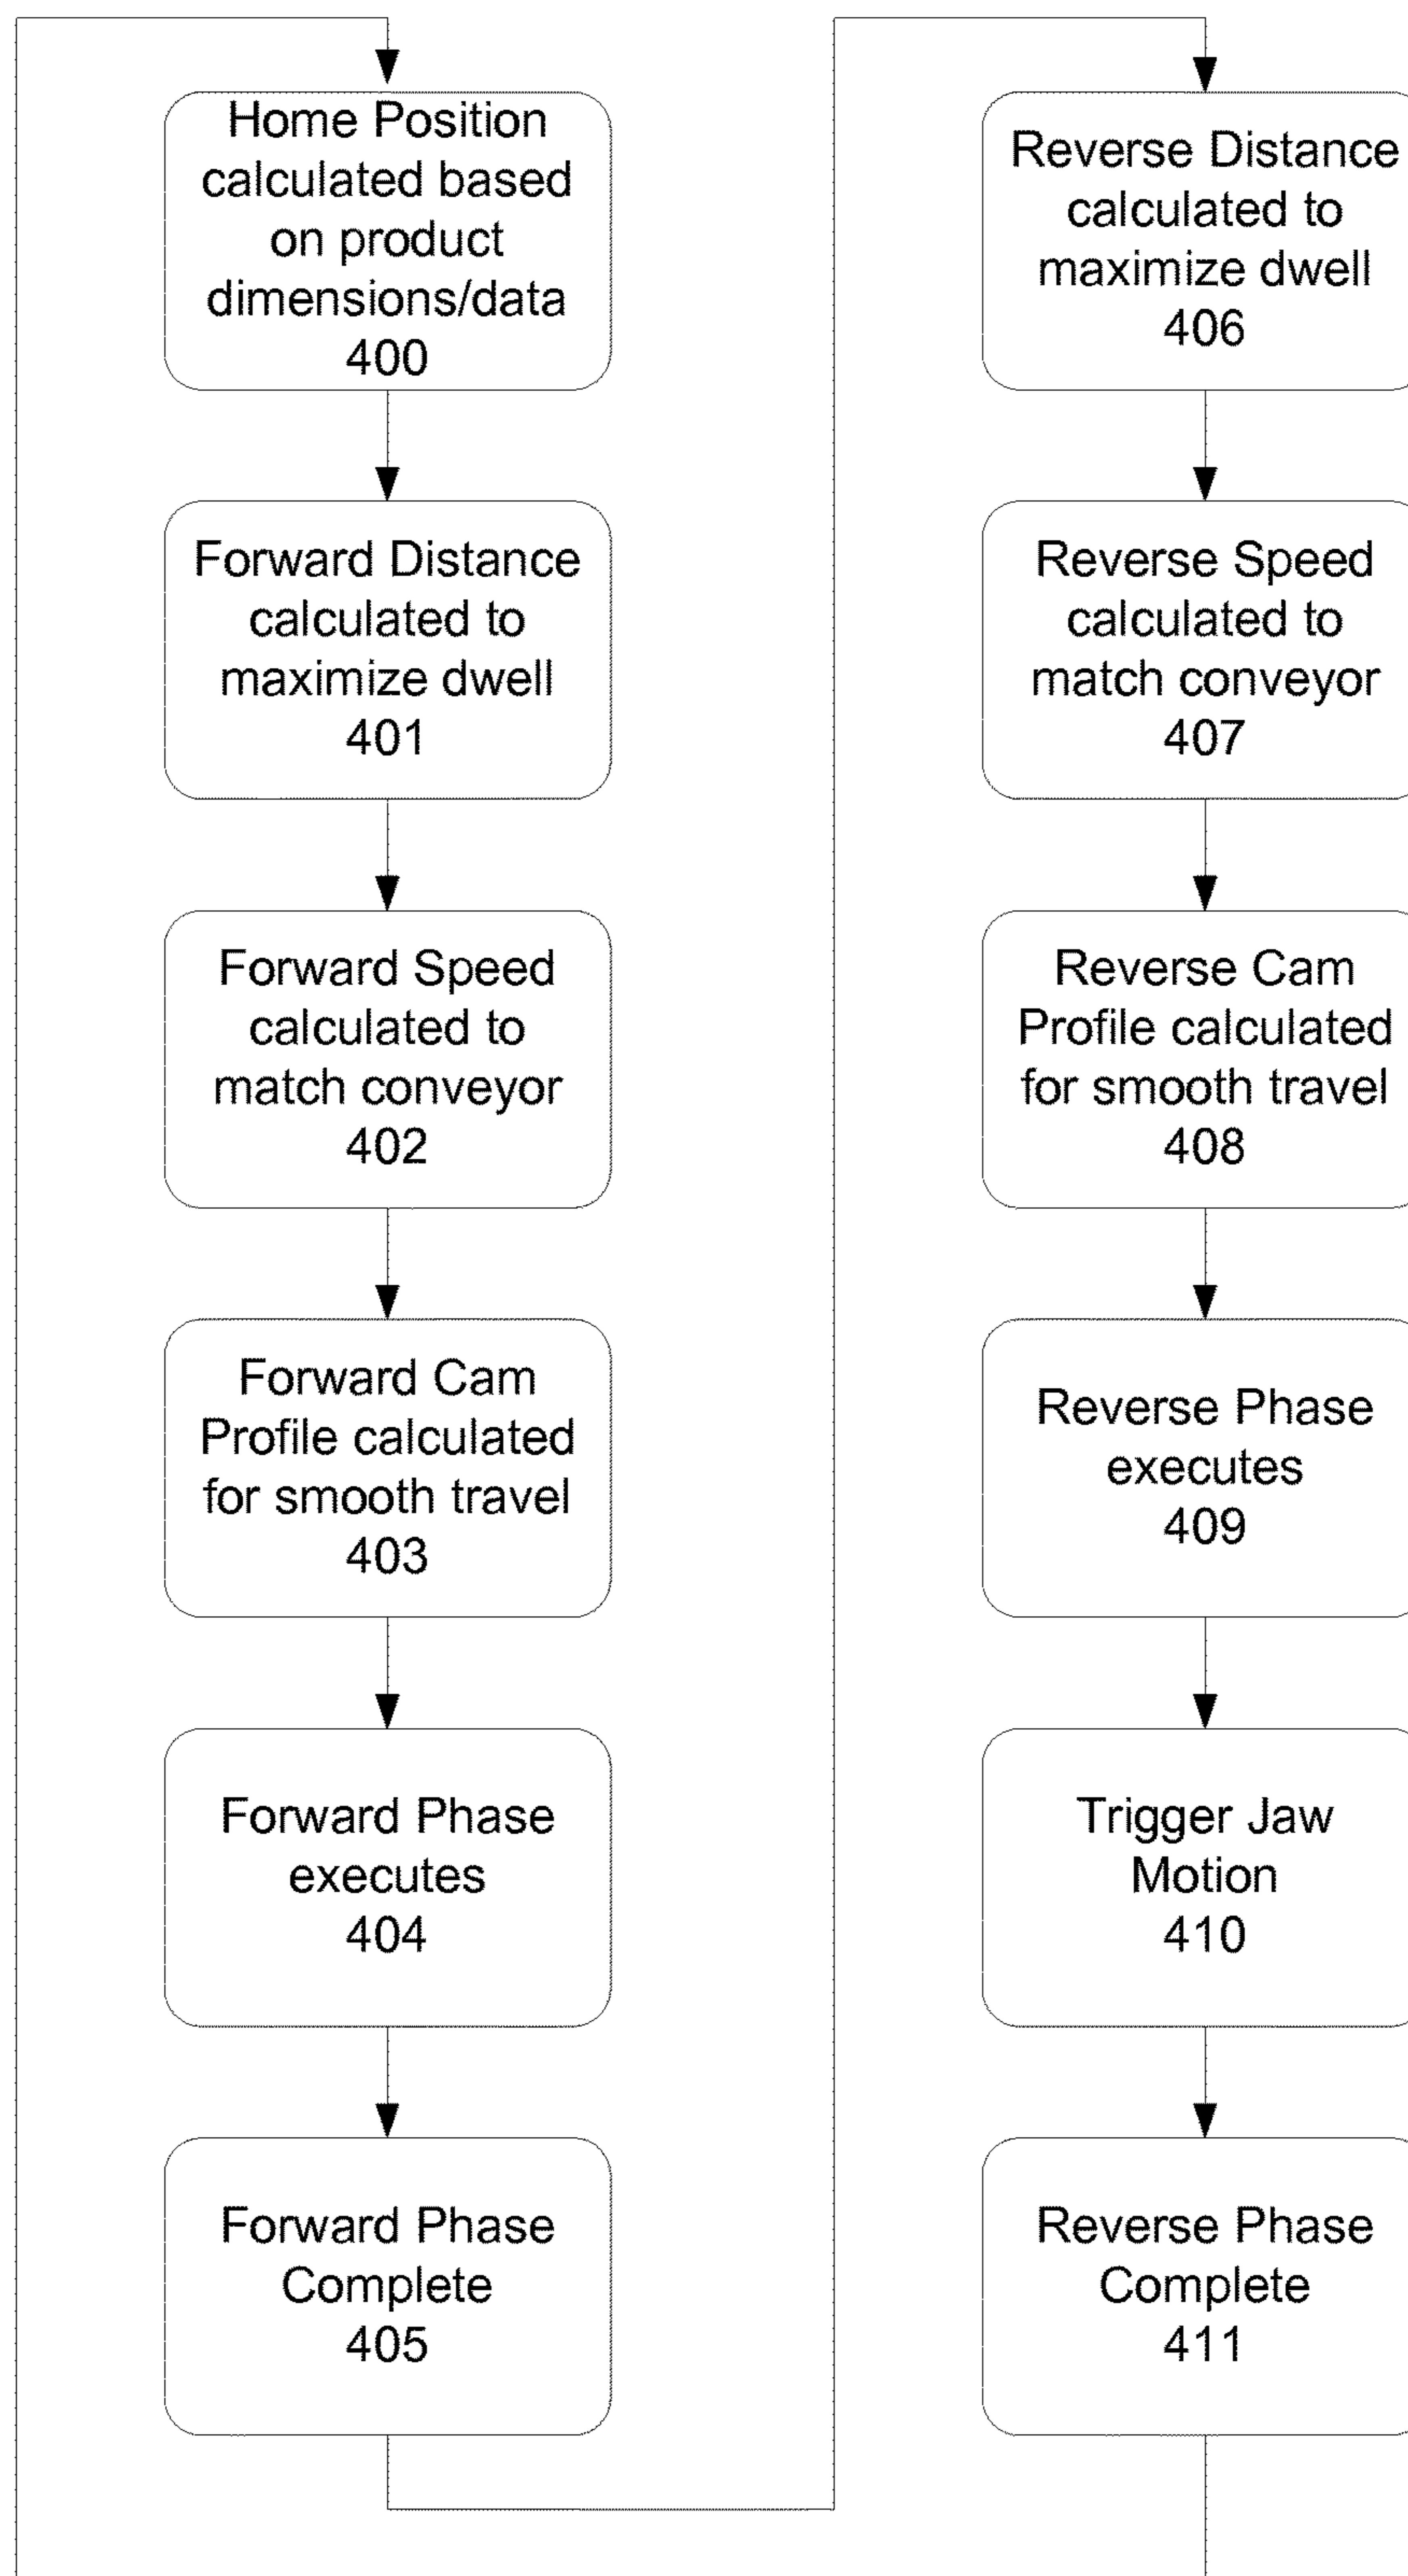 Home Position
calculated based
on product
dimensions/data
400
Forward Distance
calculated to
maximize dwell
401
Forward Speed
calculated to
match conveyor
402
Forward Cam
Profile calculated
for smooth travel
403
Forward Phase
executes
404
Forward Phase
Complete
405
Reverse Distance
calculated to
maximize dwell
406
Reverse Speed
calculated to
match conveyor
407
Reverse Cam
Profile calculated
for smooth travel
408
Reverse Phase
executes
409
Trigger Jaw
Motion
410
Reverse Phase
Complete
411